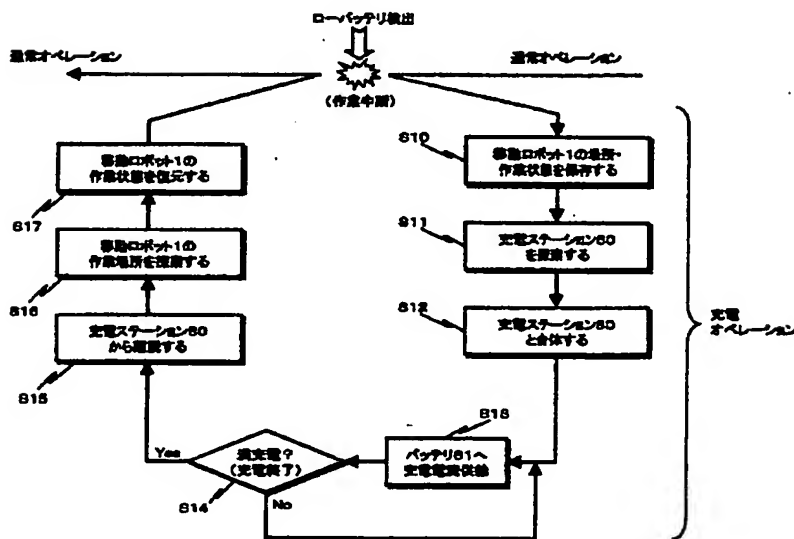 ローバッテリ検出
通常オペレーション
通常オペレーション
(作業中断)
S10
移動ロボット1の場所・
作業状態を保存する
S11
充電ステーション80
を探索する
S12
充電ステーション80
と合体する
充電
オペレーション
S13
バッテリ51へ
充電電流供給
満充電?
(充電終了)
S14
Yes
No
充電ステーション80
から離脱する
S15
移動ロボット1の
作業場所を探索する
S16
移動ロボット1の
作業状態を復元する
S17